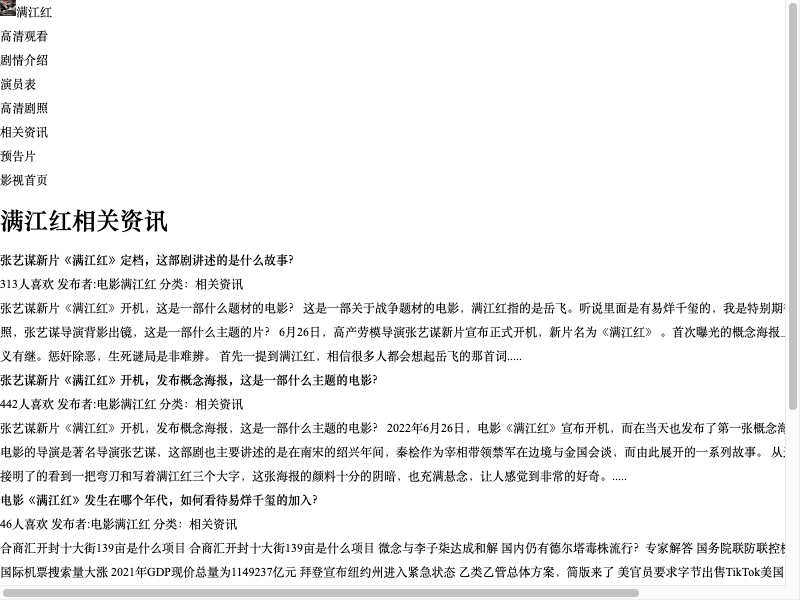 满江红
高清观看
剧情介绍
演员表
高清剧照
相关资讯
预告片
影视首页
满江红相关资讯
张艺谋新片《满江红》定档，这部剧讲述的是什么故事?
313人喜欢 发布者:电影满江红 分类：相关资讯
张艺谋新片《满江红》开机，这是一部什么题材的电影? 这是一部关于战争题材的电影，满江红指的是岳飞。听说里面是有易烊千玺的，我是特别期
照，张艺谋导演背影出镜，这是一部什么主题的片? 6月26日，高产劳模导演张艺谋新片宣布正式开机，新片名为《满江红》 。首次曝光的概念海报
义有继。惩奸除恶，生死谜局是非难辨。 首先一提到满江红，相信很多人都会想起岳飞的那首词.....
张艺谋新片《满江红》开机，发布概念海报，这是一部什么主题的电影?
442人喜欢 发布者:电影满江红 分类：相关资讯
张艺谋新片《满江红》开机，发布概念海报，这是一部什么主题的电影? 2022年6月26日，电影《满江红》宣布开机，而在当天也发布了第一张概念海
电影的导演是著名导演张艺谋，这部剧也主要讲述的是在南宋的绍兴年间，秦桧作为宰相带领禁军在边境与金国会谈，而由此展开的一系列故事。 从
接明了的看到一把弯刀和写着满江红三个大字，这张海报的颜料十分的阴暗，也充满悬念，让人感觉到非常的好奇。.....
电影《满江红》发生在哪个年代，如何看待易烊千玺的加入?
46人喜欢 发布者:电影满江红 分类：相关资讯
合商汇开封十大街139亩是什么项目 合商汇开封十大街139亩是什么项目 微念与李子柒达成和解 国内仍有德尔塔毒株流行？专家解答 国务院联防联控
国际机票搜索量大涨 2021年GDP现价总量为1149237亿元 拜登宣布纽约州进入紧急状态 乙类乙管总体方案，简版来了 美官员要求字节出售TikTok美国